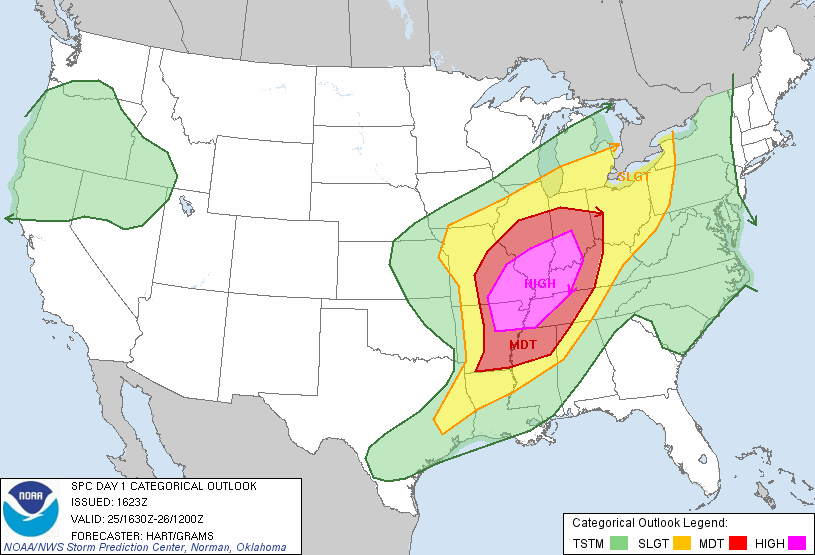 SLGT
HIGH
MDT
SPC DAY 1 CATEGORICAL OUTLOOK
ISSUED: 1623Z
VALID: 25/1630Z-26/1200Z
FORECASTER: HART/GRAMS
NOAA/NWS Storm Prediction Center, Norman, Oklahoma
NOAA
Categorical Outlook Legend:
TSTM SLGT MDT HIGH